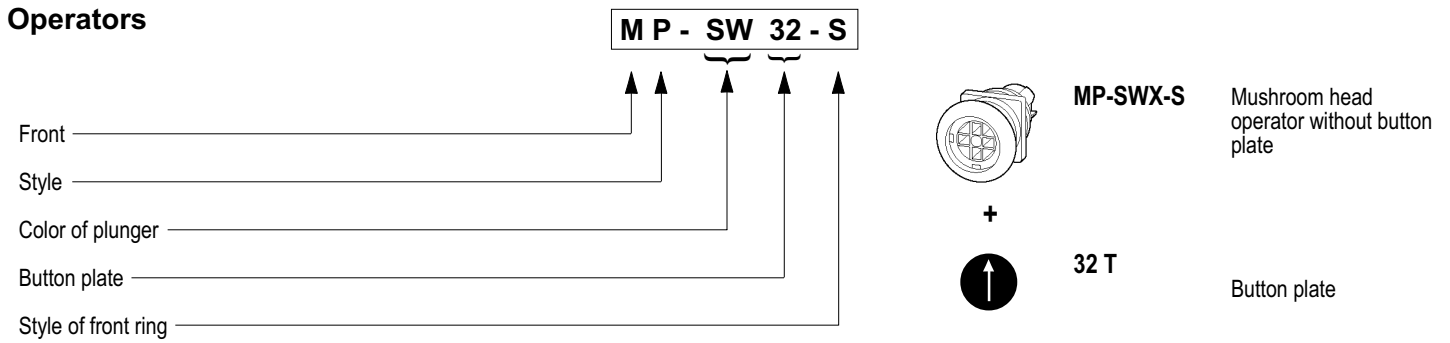 Operators
M P - SW 32 - S
Front
Style
Color of plunger
Button plate
Style of front ring
MP-SWX-S
Mushroom head
operator without button
plate
+
32 T
Button plate